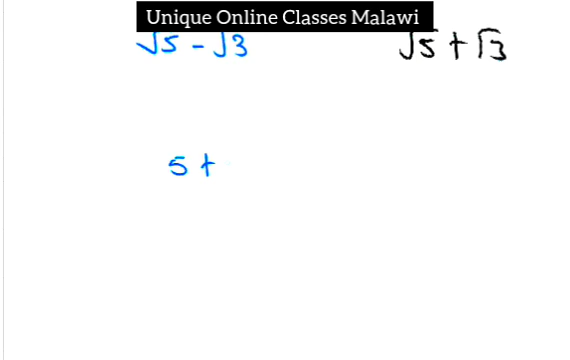 Unique Online Classes Malawi
√5 - √3 √5 + √3
5 +